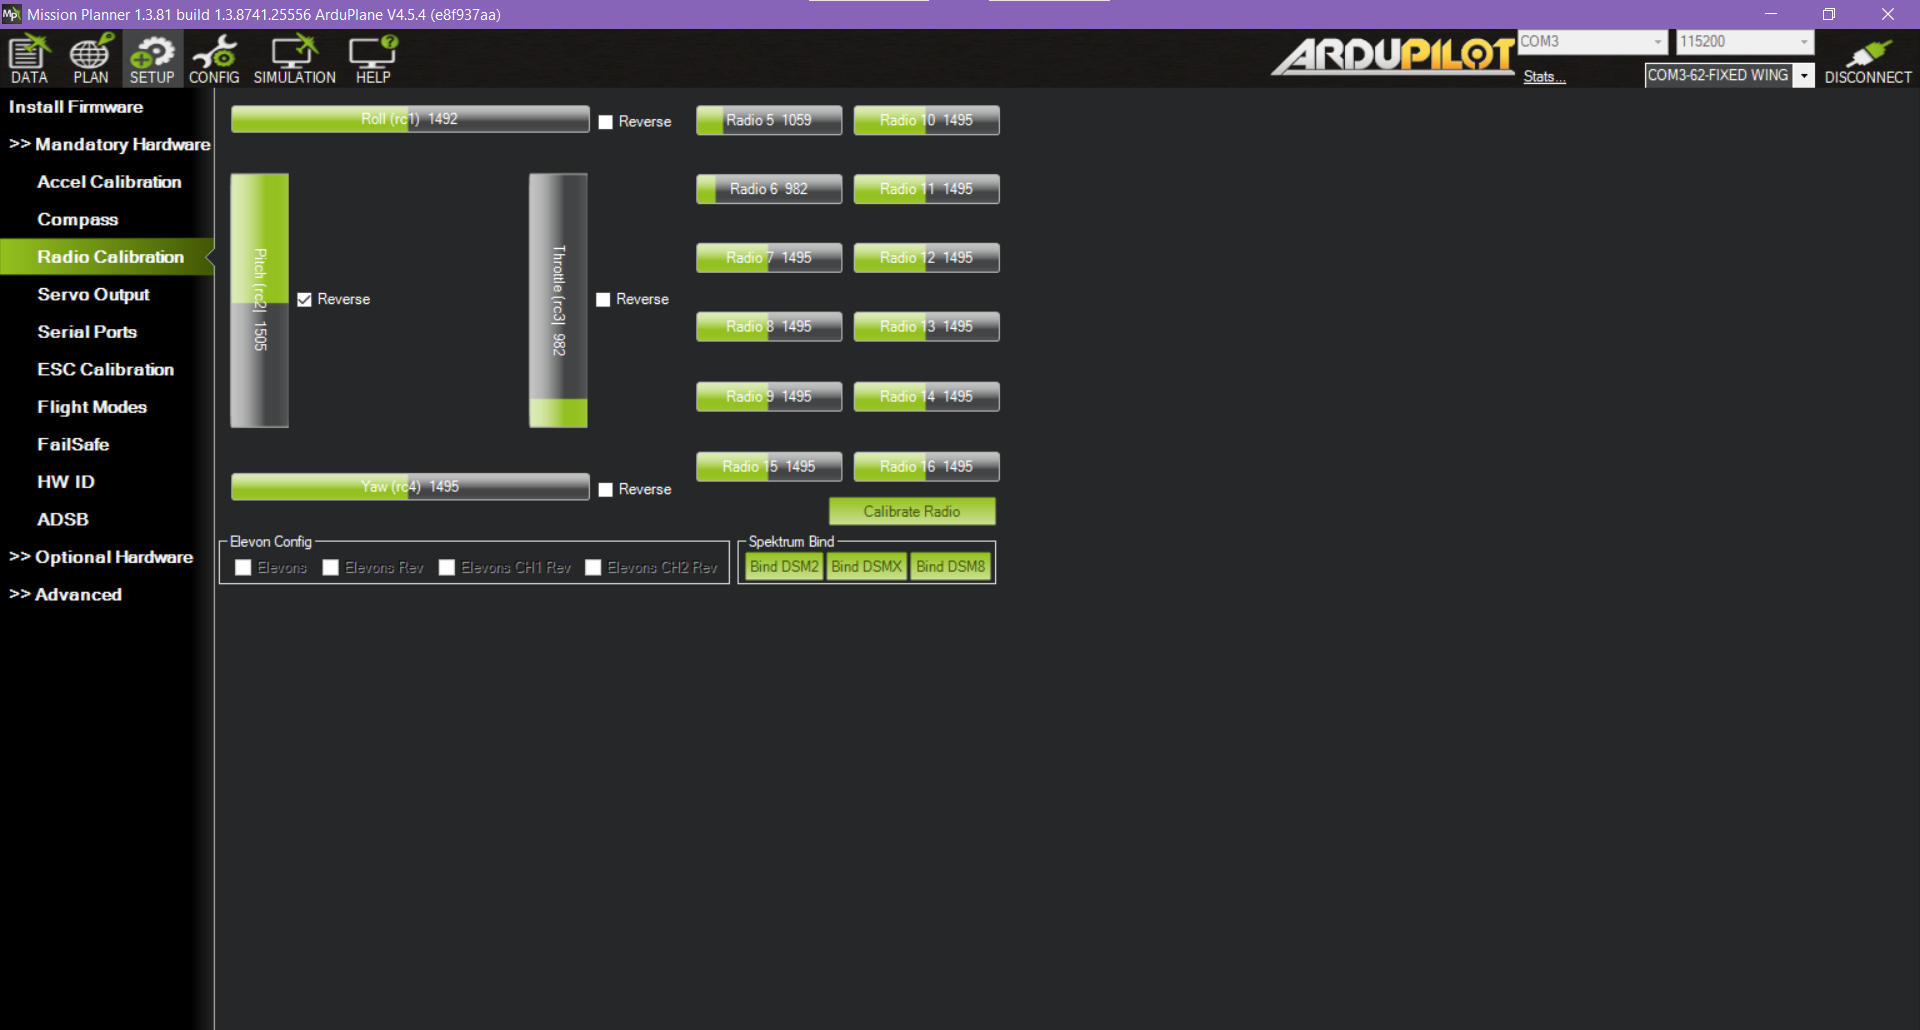 Mission Planner 1.3.81 build 1.3.8741.25556 ArduPlane V4.5.4 (e8f937aa)
DATA
PLAN
SETUP
CONFIG
SIMULATION
HELP
ARDUPILOT
COM3
115200
Stats...
COM3-62-FIXED WING
DISCONNECT
Install Firmware
>> Mandatory Hardware
Accel Calibration
Compass
Radio Calibration
Servo Output
Serial Ports
ESC Calibration
Flight Modes
FailSafe
HW ID
ADSB
>> Optional Hardware
>> Advanced
Roll (rc1) 1492
Reverse
Pitch (rc2| 1505
Reverse
Throttle (rc3| 982
Reverse
Yaw (rc4) 1495
Reverse
Radio 5 1059
Radio 10 1495
Radio 6 982
Radio 11 1495
Radio 7 1495
Radio 12 1495
Radio 8 1495
Radio 13 1495
Radio 9 1495
Radio 14 1495
Radio 15 1495
Radio 16 1495
Calibrate Radio
Elevon Config
Elevons
Elevons Rev
Elevons CH1 Rev
Elevons CH2 Rev
Spektrum Bind
Bind DSM2
Bind DSMX
Bind DSM8